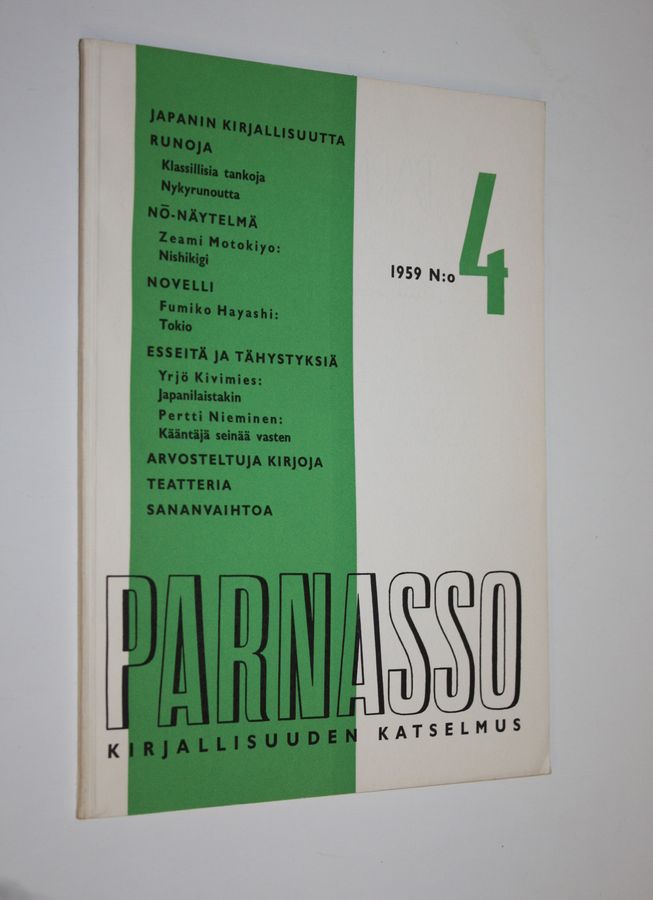 JAPANIN KIRJALLISUUTTA
RUNOJA
Klassillisia tankoja
Nykyrunoutta
NŌ-NÄYTELMÄ
Zeami Motokiyo:
Nishikigi
NOVELLI
Fumiko Hayashi:
Tokio
ESSEITÄ JA TÄHYSTYKSIÄ
Yrjö Kivimies:
Japanilaistakin
Pertti Nieminen:
Kääntäjä seinää vasten
ARVOSTELTUJA KIRJOJA
TEATTERIA
SANANVAIHTOA
1959 N:o 4
PARNASSO
KIRJALLISUUDEN KATSELMUS